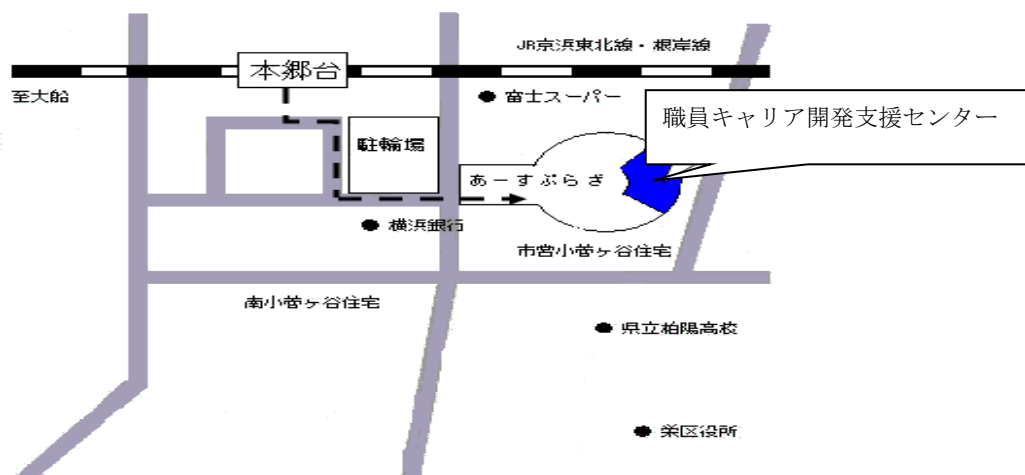 JR京浜東北線・根岸線
本郷台
至大船
富士スーパー
職員キャリア開発支援センター
駐輪場
あーすぷらざ
横浜銀行
市営小菅ヶ谷住宅
南小菅ヶ谷住宅
県立柏陽高校
栄区役所